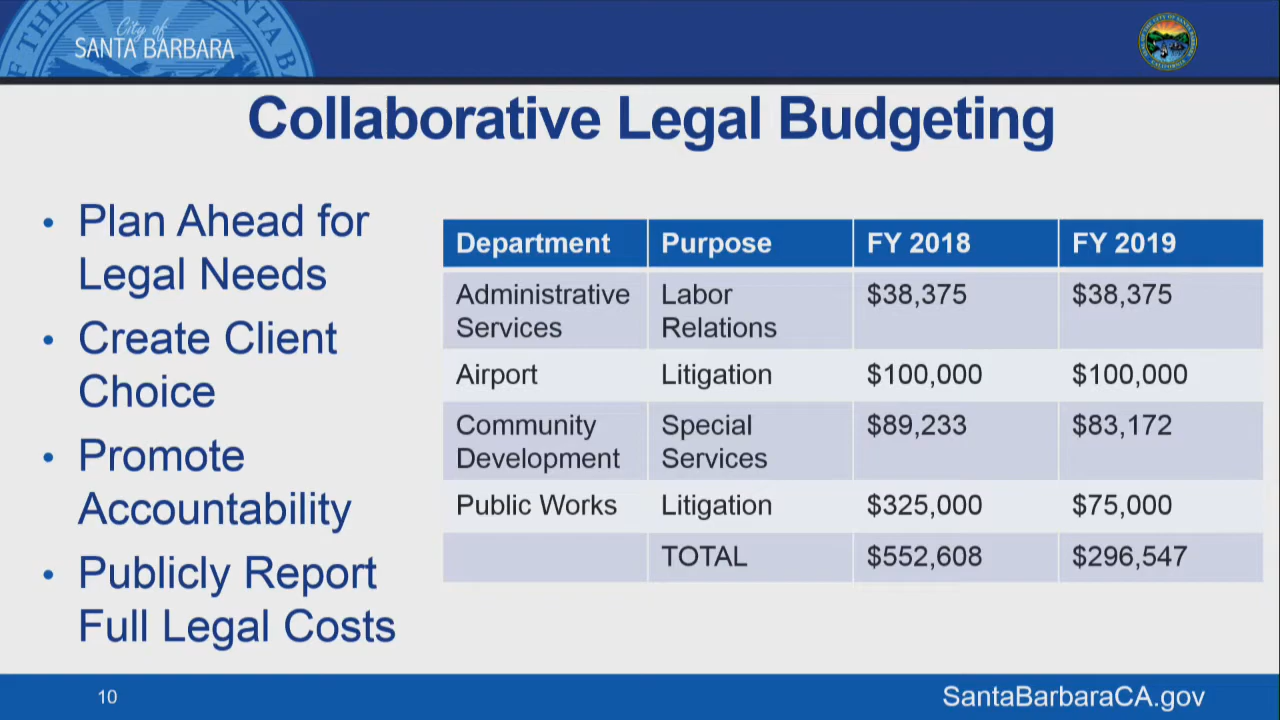 City of
SANTA BARBARA
Collaborative Legal Budgeting
• Plan Ahead for
Legal Needs
• Create Client
Choice
• Promote
Accountability
• Publicly Report
Full Legal Costs
Department Purpose FY 2018 FY 2019
Administrative Services Labor Relations $38,375 $38,375
Airport Litigation $100,000 $100,000
Community Development Special Services $89,233 $83,172
Public Works Litigation $325,000 $75,000
TOTAL $552,608 $296,547
10
SantaBarbaraCA.gov